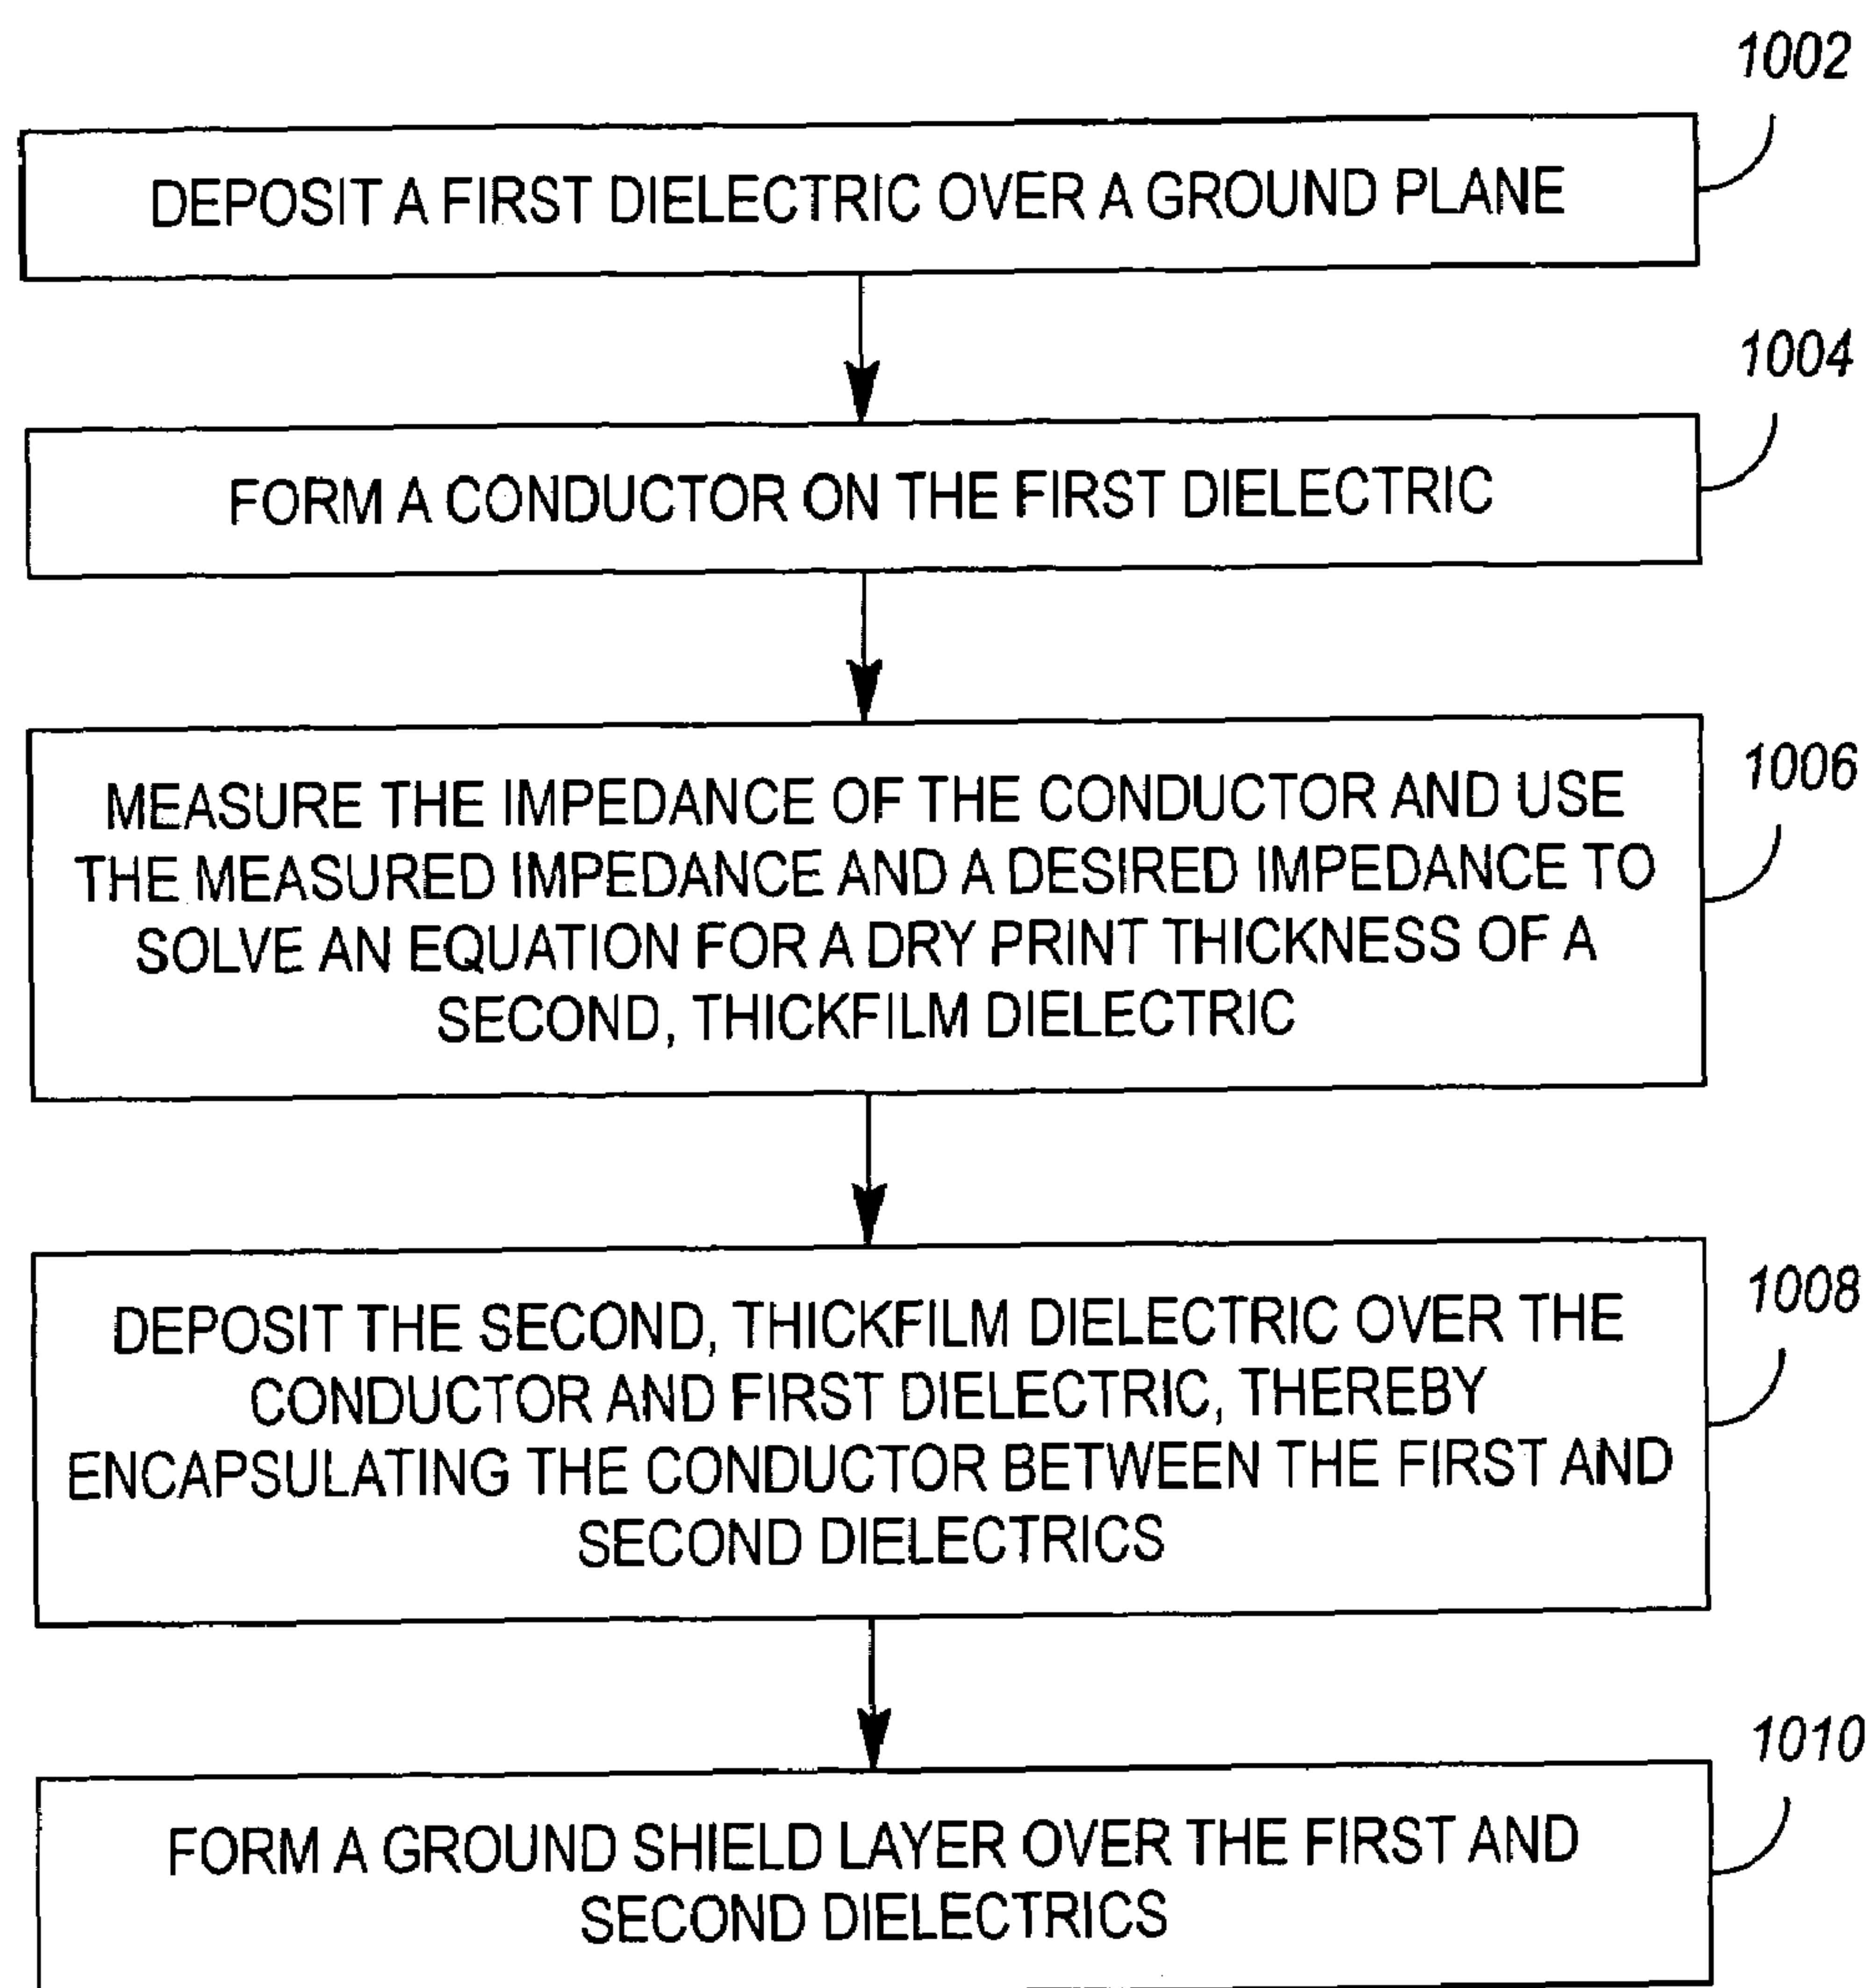 1002
DEPOSIT A FIRST DIELECTRIC OVER A GROUND PLANE
1004
FORM A CONDUCTOR ON THE FIRST DIELECTRIC
1006
MEASURE THE IMPEDANCE OF THE CONDUCTOR AND USE
THE MEASURED IMPEDANCE AND A DESIRED IMPEDANCE TO
SOLVE AN EQUATION FOR A DRY PRINT THICKNESS OF A
SECOND, THICKFILM DIELECTRIC
1008
DEPOSIT THE SECOND, THICKFILM DIELECTRIC OVER THE
CONDUCTOR AND FIRST DIELECTRIC, THEREBY
ENCAPSULATING THE CONDUCTOR BETWEEN THE FIRST AND
SECOND DIELECTRICS
1010
FORM A GROUND SHIELD LAYER OVER THE FIRST AND
SECOND DIELECTRICS